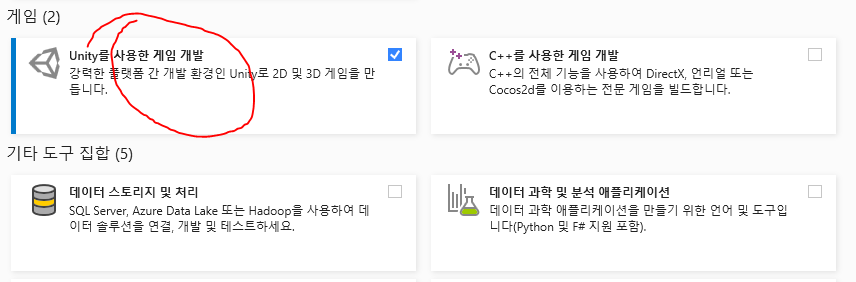 게임 (2)
Unity를 사용한 게임 개발
강력한 플랫폼 간 개발 환경인 Unity로 2D 및 3D 게임을 만
듭니다.
C++를 사용한 게임 개발
C++의 전체 기능을 사용하여 DirectX, 언리얼 또는
Cocos2d를 이용하는 전문 게임을 빌드합니다.
기타 도구 집합 (5)
데이터 스토리지 및 처리
SQL Server, Azure Data Lake 또는 Hadoop을 사용하여 데
이터 솔루션을 연결, 개발 및 테스트하세요.
데이터 과학 및 분석 애플리케이션
데이터 과학 애플리케이션을 만들기 위한 언어 및 도구입
니다(Python 및 F# 지원 포함).